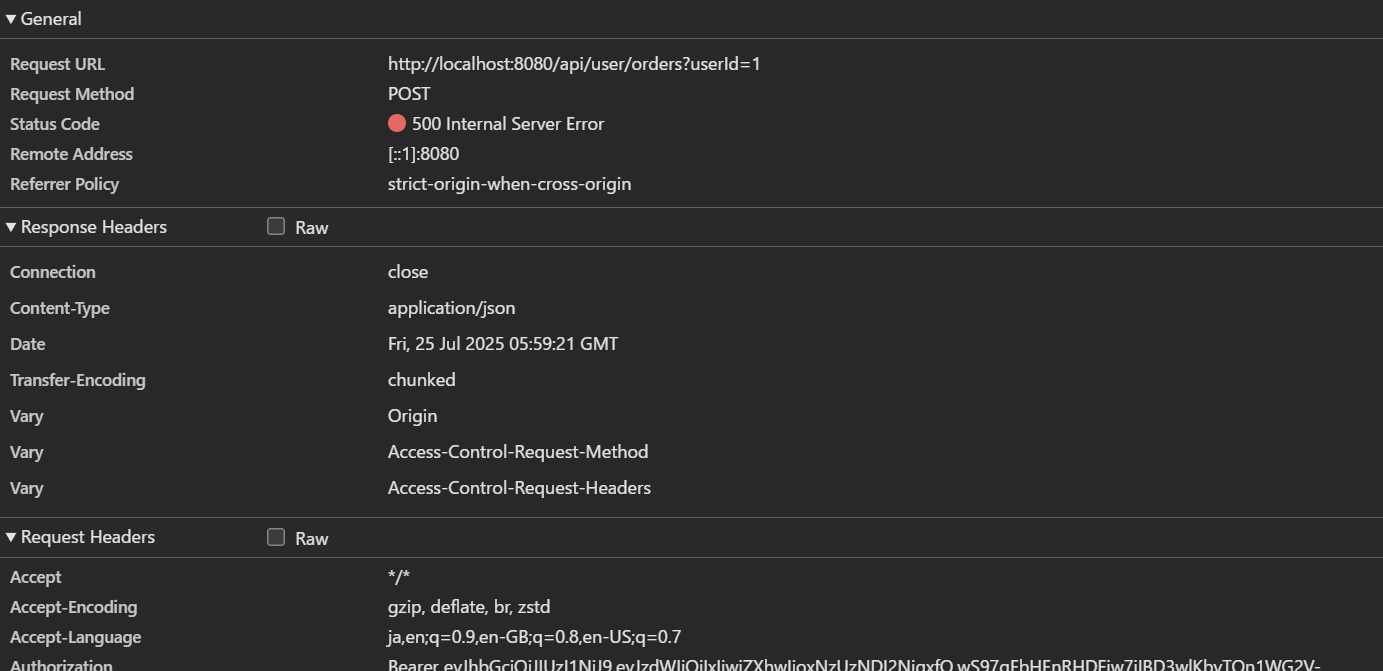 General
Request URL http://localhost:8080/api/user/orders?userId=1
Request Method POST
Status Code 500 Internal Server Error
Remote Address [::1]:8080
Referrer Policy strict-origin-when-cross-origin
Response Headers Raw
Connection close
Content-Type application/json
Date Fri, 25 Jul 2025 05:59:21 GMT
Transfer-Encoding chunked
Vary Origin
Vary Access-Control-Request-Method
Vary Access-Control-Request-Headers
Request Headers Raw
Accept */*
Accept-Encoding gzip, deflate, br, zstd
Accept-Language ja,en;q=0.9,en-GB;q=0.8,en-US;q=0.7
Authorization Bearer